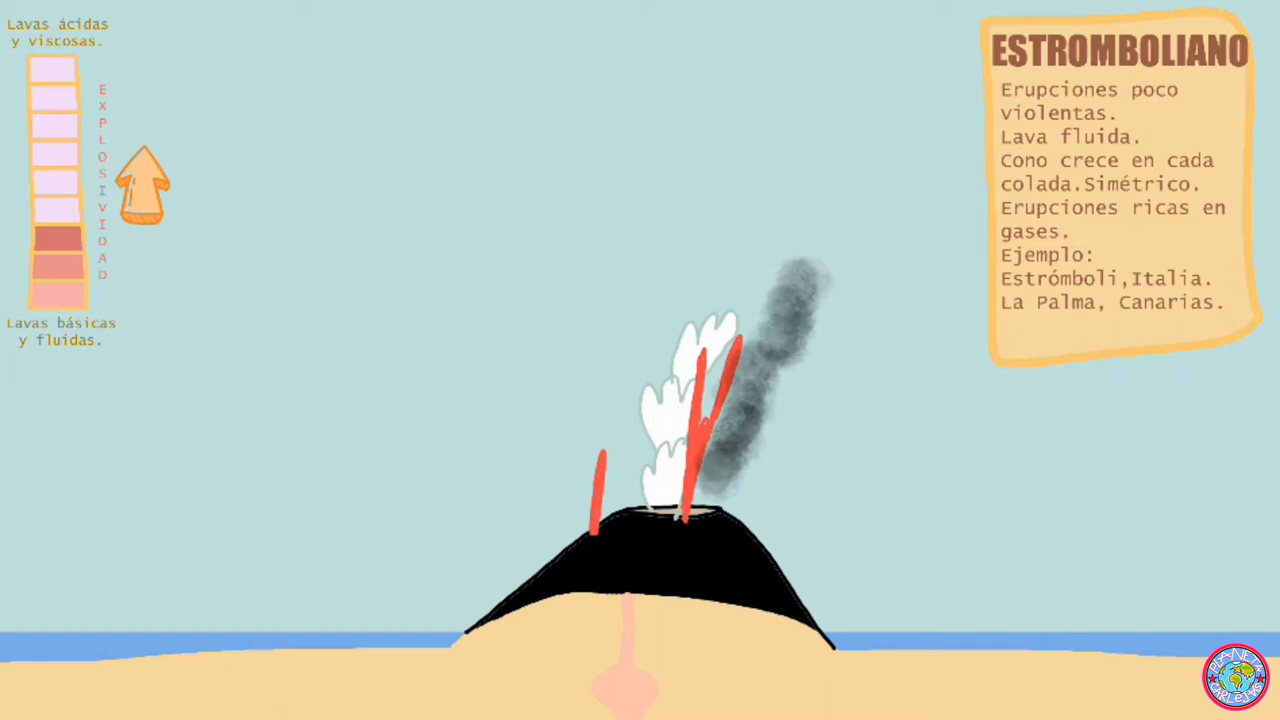 Lavas ácidas
y viscosas.
EXPLOSIVIDAD
Lavas básicas
y fluidas.
ESTROMBOLIANO
Erupciones poco
violentas.
Lava fluida.
Cono crece en cada
colada.Simétrico.
Erupciones ricas en
gases.
Ejemplo:
Estrómboli,Italia.
La Palma, Canarias.
PLANETA
CARLEJAS